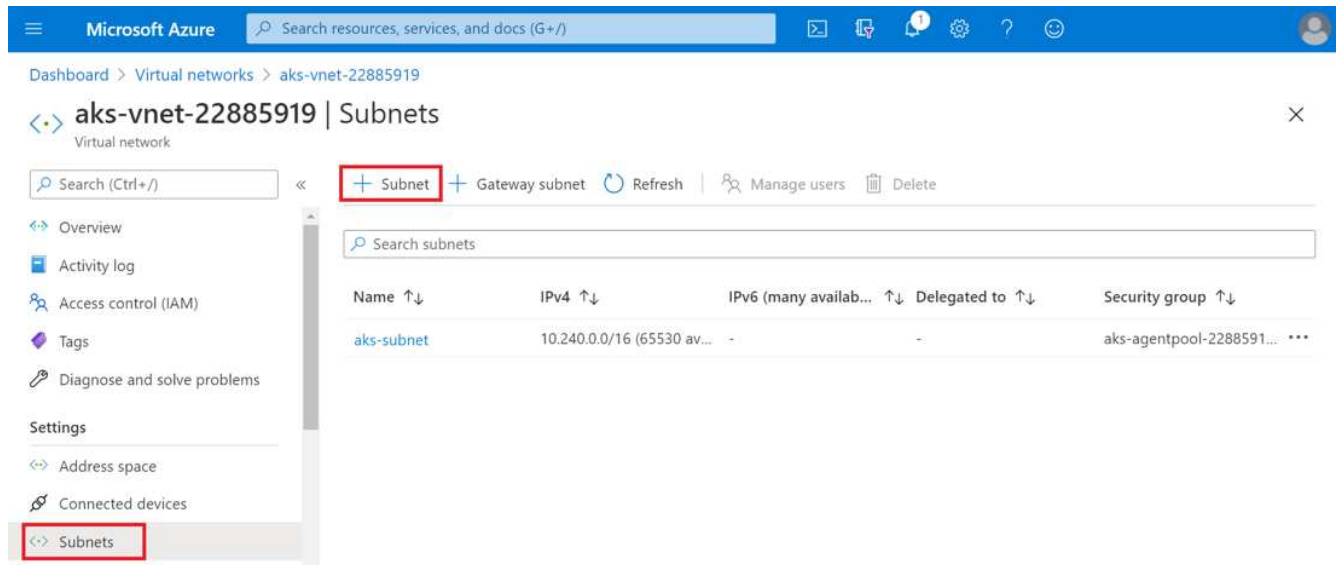 Microsoft Azure
Search resources, services, and docs (G+/)
1
Dashboard > Virtual networks > aks-vnet-22885919
aks-vnet-22885919 | Subnets
Virtual network
Search (Ctrl+/)
«
+ Subnet
+ Gateway subnet
Refresh
Manage users
Delete
Overview
Activity log
Access control (IAM)
Tags
Diagnose and solve problems
Settings
Address space
Connected devices
Subnets
Search subnets
Name ↑↓ IPv4 ↑↓ IPv6 (many availab... ↑↓ Delegated to ↑↓ Security group ↑↓
aks-subnet 10.240.0.0/16 (65530 av... - - aks-agentpool-2288591... •••